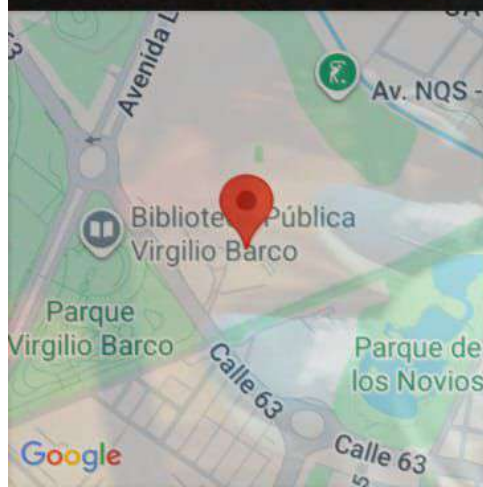 63
Avenida L
Av. NQS -
Biblioteca Pública
Virgilio Barco
Parque
Virgilio Barco
Calle 63
Parque de
los Novios
Calle 63
Google